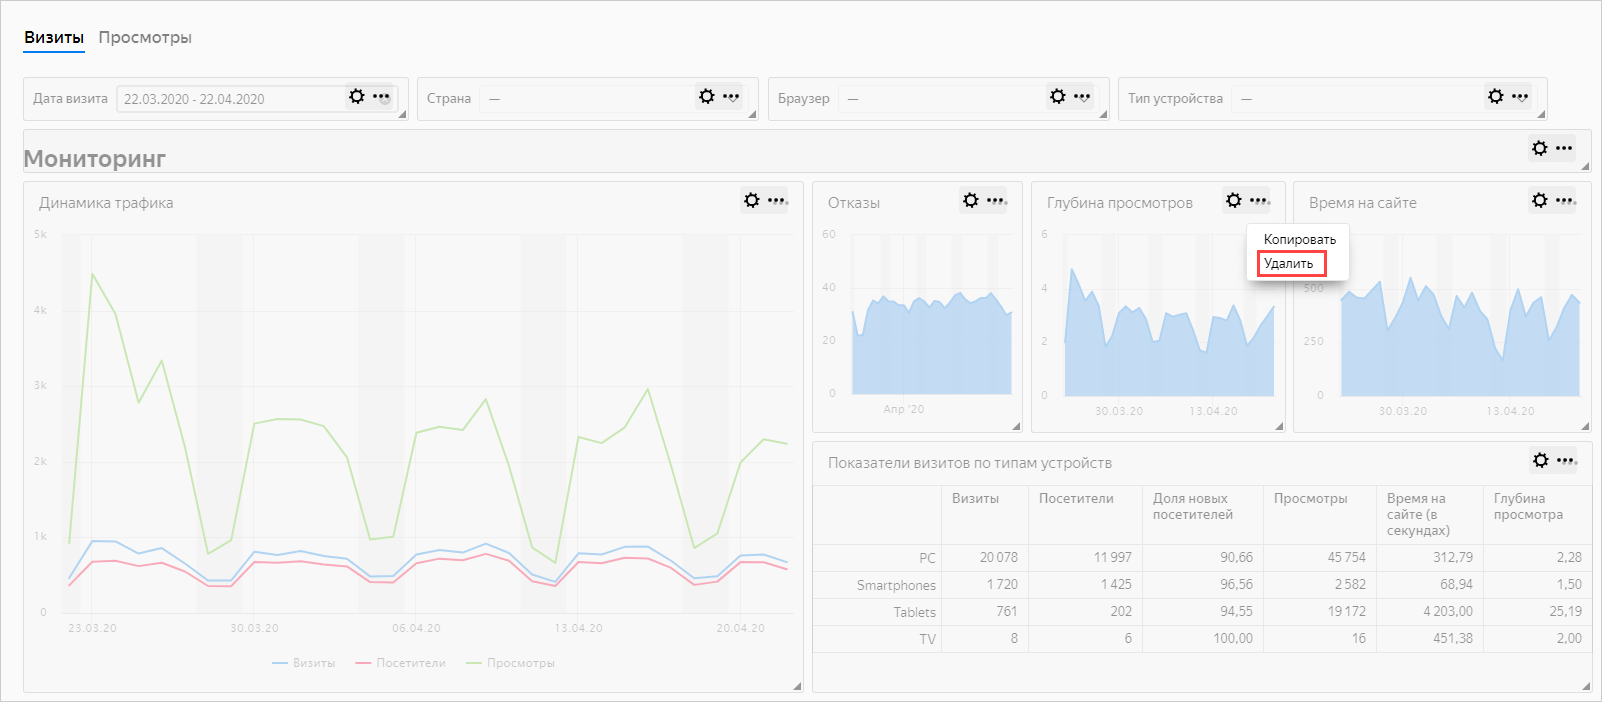 Визиты Просмотры
Дата визита 22.03.2020 - 22.04.2020 Страна — Браузер — Тип устройства —
Мониторинг
Динамика трафика
5k
4k
3k
2k
1k
0
23.03.20 30.03.20 06.04.20 13.04.20 20.04.20
Визиты Посетители Просмотры
Отказы
60
40
20
0
Апр '20
Глубина просмотров
6
4
2
0
30.03.20 13.04.20
Копировать
Удалить
Время на сайте
500
250
0
30.03.20 13.04.20
Показатели визитов по типам устройств
Визиты Посетители Доля новых Просмотры Время на Глубина
посетителей сайте (в просмотра
секундах)
PC 20 078 11 997 90,66 45 754 312,79 2,28
Smartphones 1 720 1 425 96,56 2 582 68,94 1,50
Tablets 761 202 94,55 19 172 4 203,00 25,19
TV 8 6 100,00 16 451,38 2,00